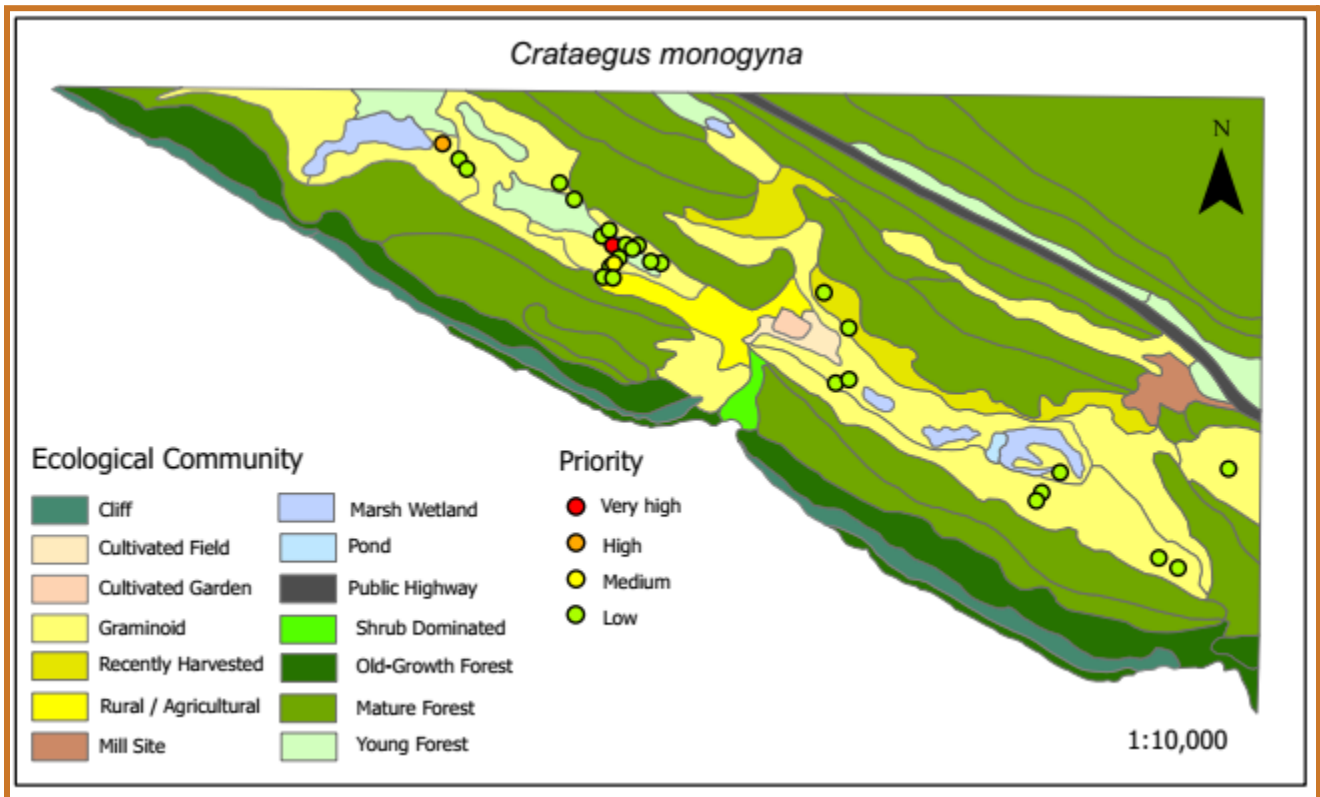 Crataegus monogyna
N
Ecological Community
Cliff
Cultivated Field
Cultivated Garden
Graminoid
Recently Harvested
Rural / Agricultural
Mill Site
Marsh Wetland
Pond
Public Highway
Shrub Dominated
Old-Growth Forest
Mature Forest
Young Forest
Priority
Very high
High
Medium
Low
1:10,000